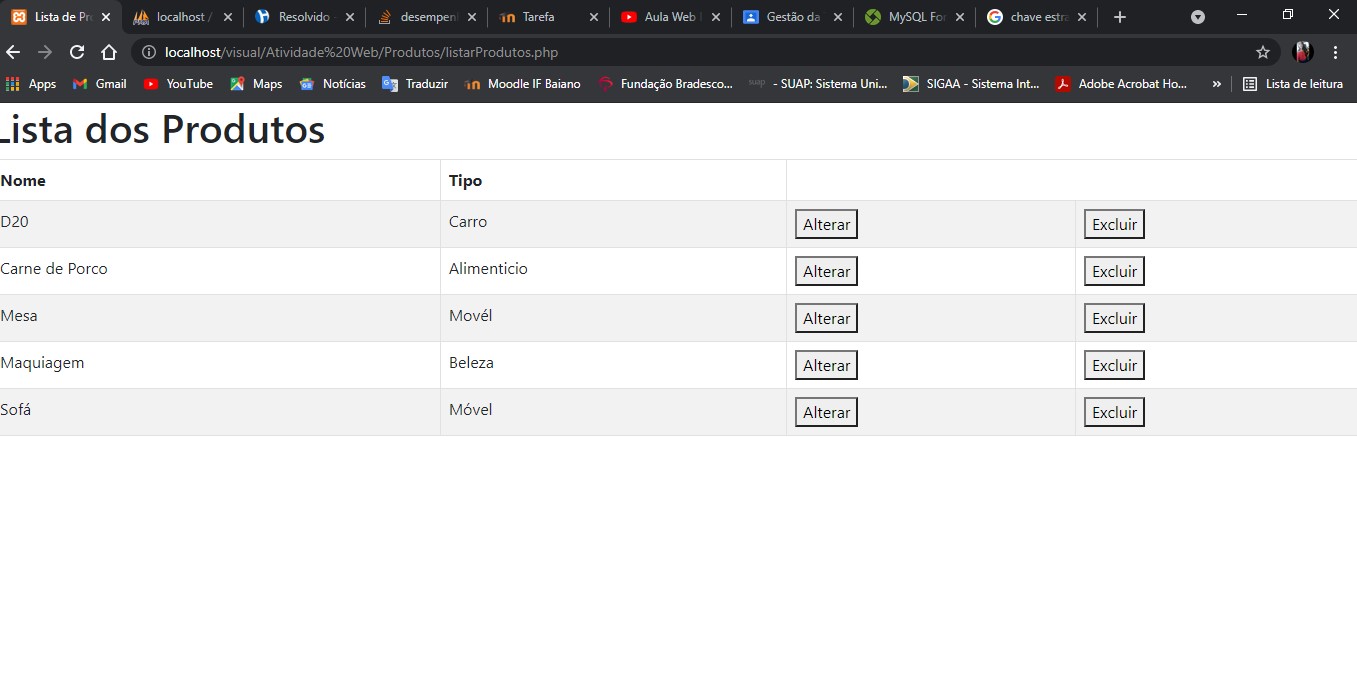 Lista de Pro
localhost /
Resolvido -
desempenh
Tarefa
Aula Web
Gestão da
MySQL For
chave estra
localhost/visual/Atividade%20Web/Produtos/listarProdutos.php
Apps
Gmail
YouTube
Maps
Notícias
Traduzir
Moodle IF Baiano
Fundação Bradesco...
suap
- SUAP: Sistema Uni...
SIGAA - Sistema Int...
Adobe Acrobat Ho...
»
Lista de leitura
Lista dos Produtos
Nome Tipo
D20 Carro Alterar Excluir
Carne de Porco Alimenticio Alterar Excluir
Mesa Movél Alterar Excluir
Maquiagem Beleza Alterar Excluir
Sofá Móvel Alterar Excluir